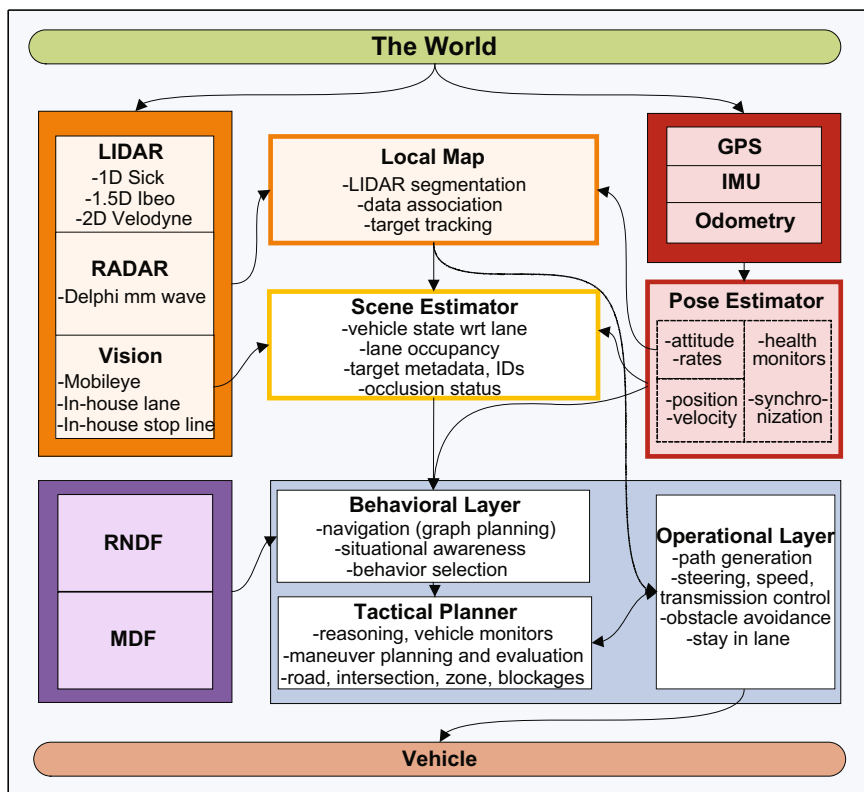 The World
LIDAR
-1D Sick
-1.5D Ibeo
-2D Velodyne
RADAR
-Delphi mm wave
Vision
-Mobileye
-In-house lane
-In-house stop line
Local Map
-LIDAR segmentation
-data association
-target tracking
GPS
IMU
Odometry
Scene Estimator
-vehicle state wrt lane
-lane occupancy
-target metadata, IDs
-occlusion status
Pose Estimator
-attitude
-rates
-health
monitors
-position
-velocity
-synchro-
nization
RNDF
MDF
Behavioral Layer
-navigation (graph planning)
-situational awareness
-behavior selection
Tactical Planner
-reasoning, vehicle monitors
-maneuver planning and evaluation
-road, intersection, zone, blockages
Operational Layer
-path generation
-steering, speed,
transmission control
-obstacle avoidance
-stay in lane
Vehicle